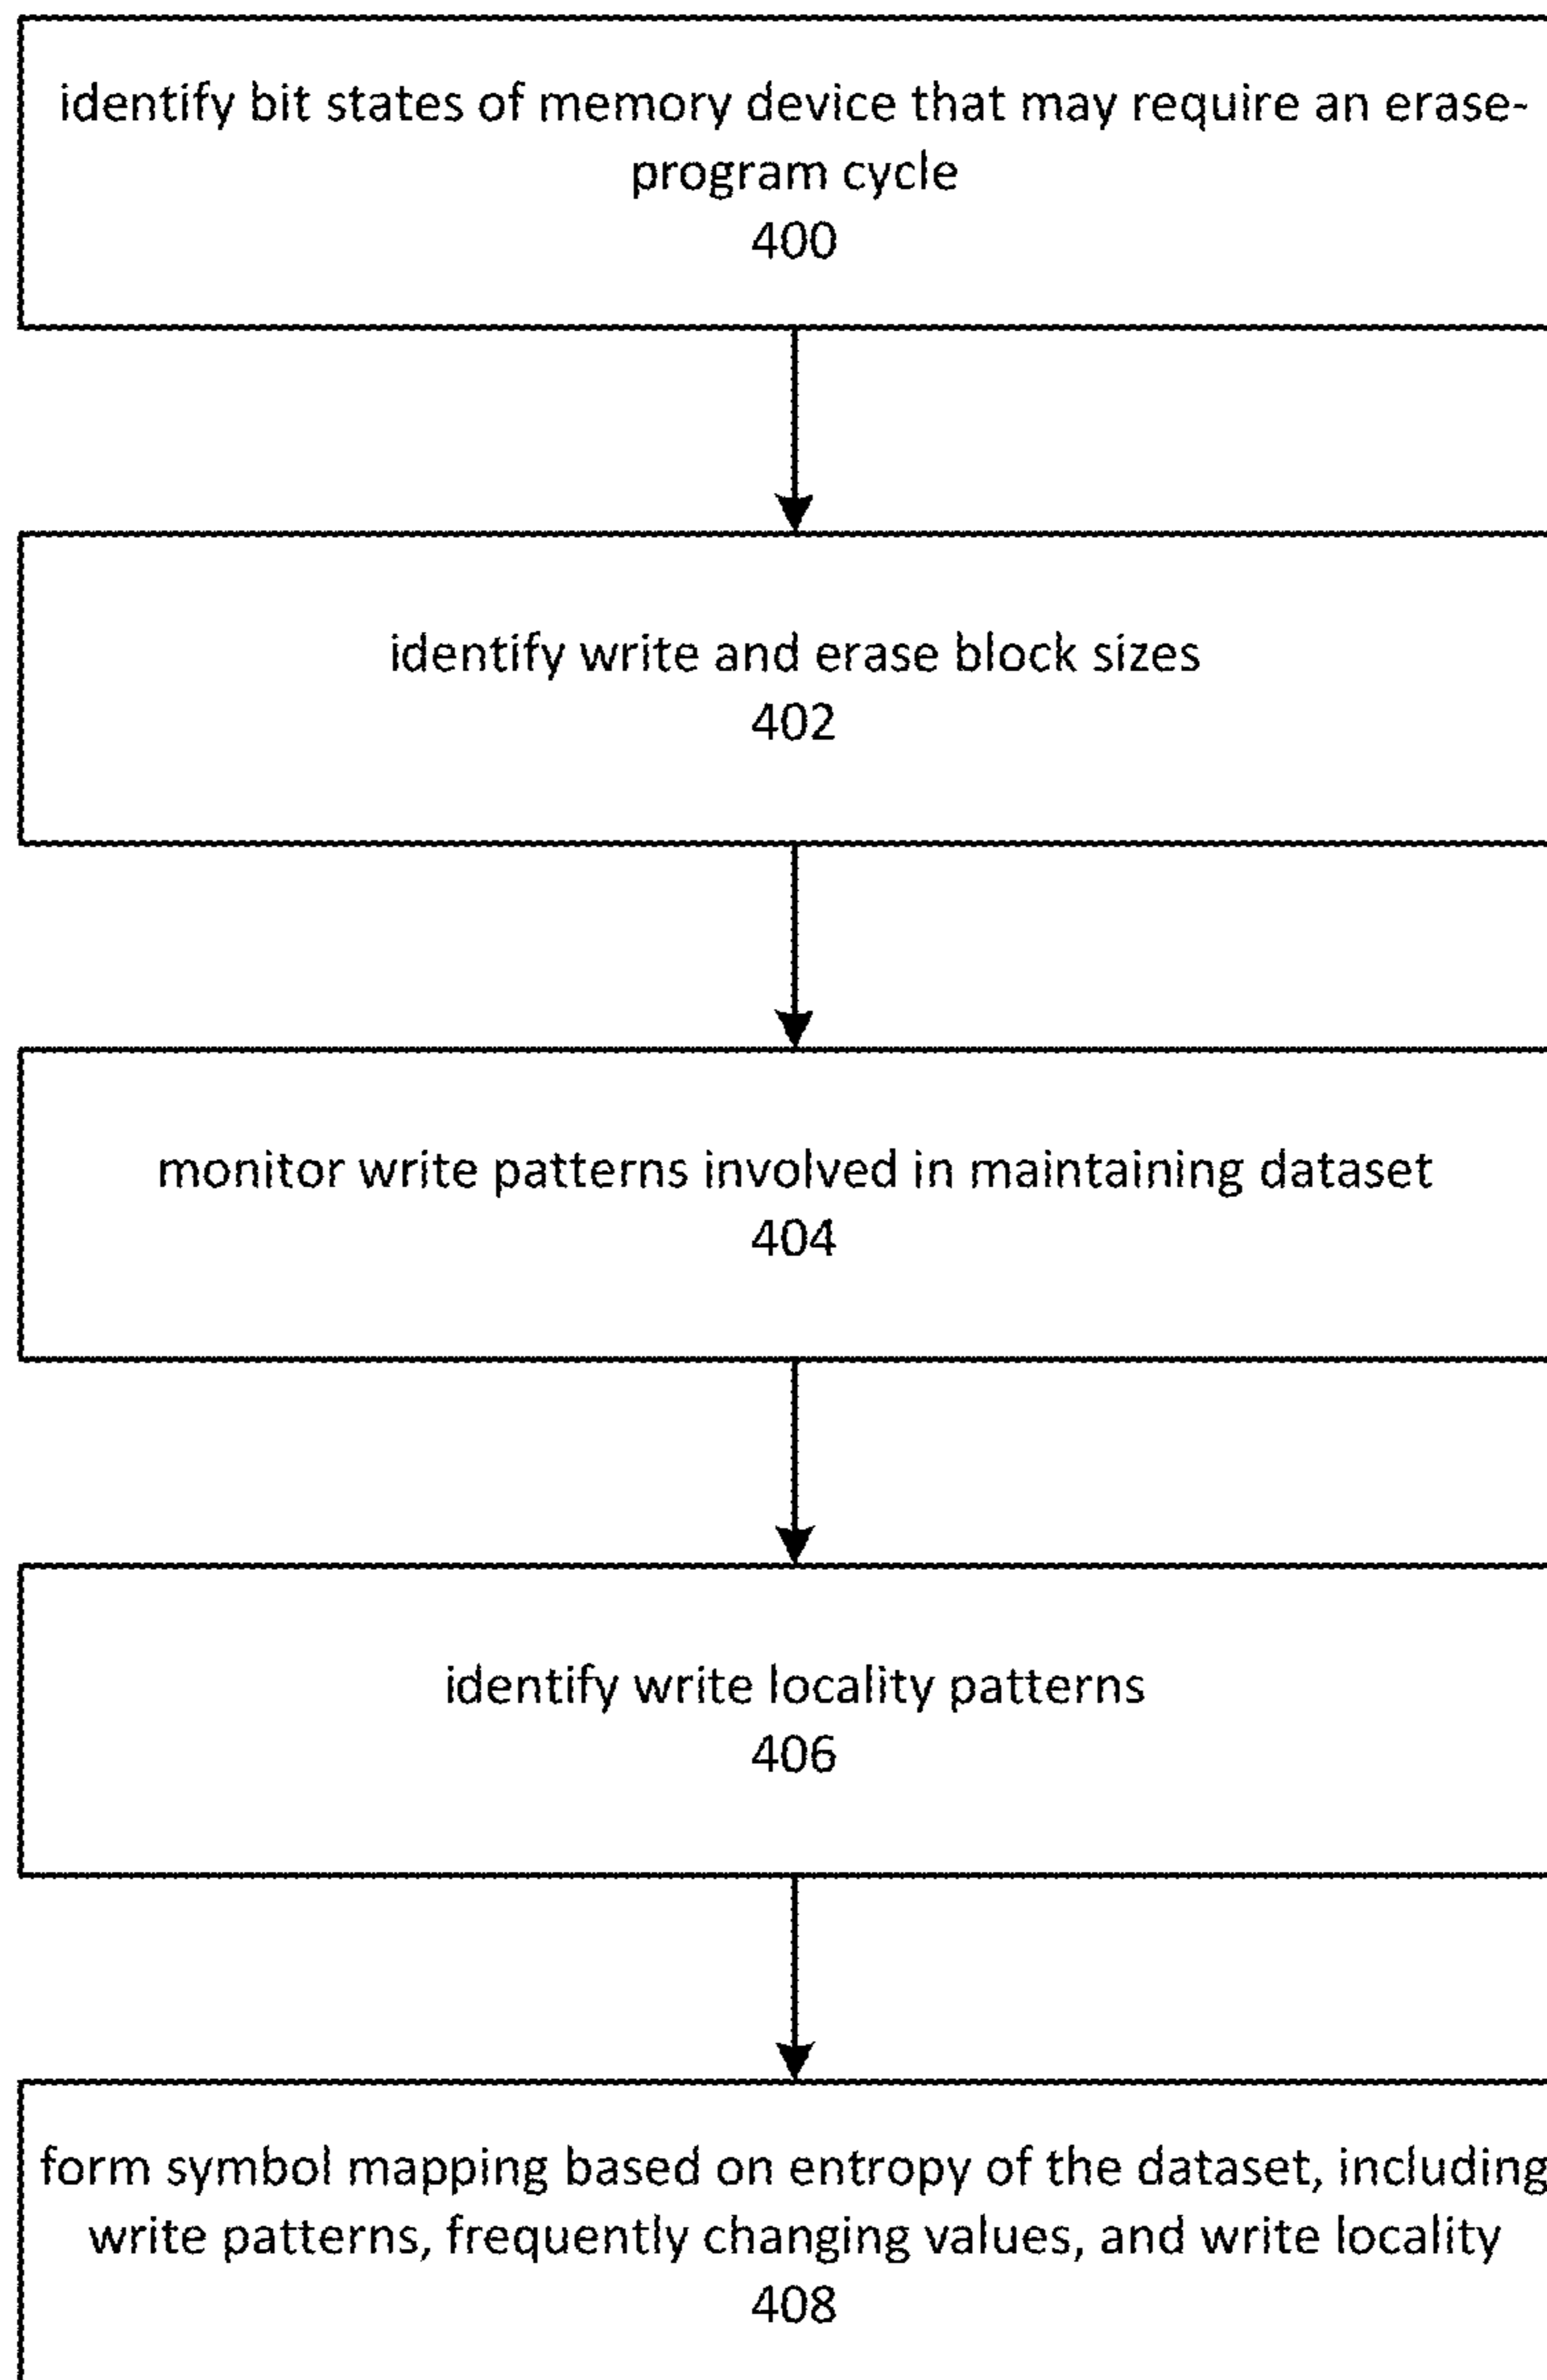 identify bit states of memory device that may require an erase-
program cycle
400
identify write and erase block sizes
402
monitor write patterns involved in maintaining dataset
404
identify write locality patterns
406
form symbol mapping based on entropy of the dataset, including
write patterns, frequently changing values, and write locality
408